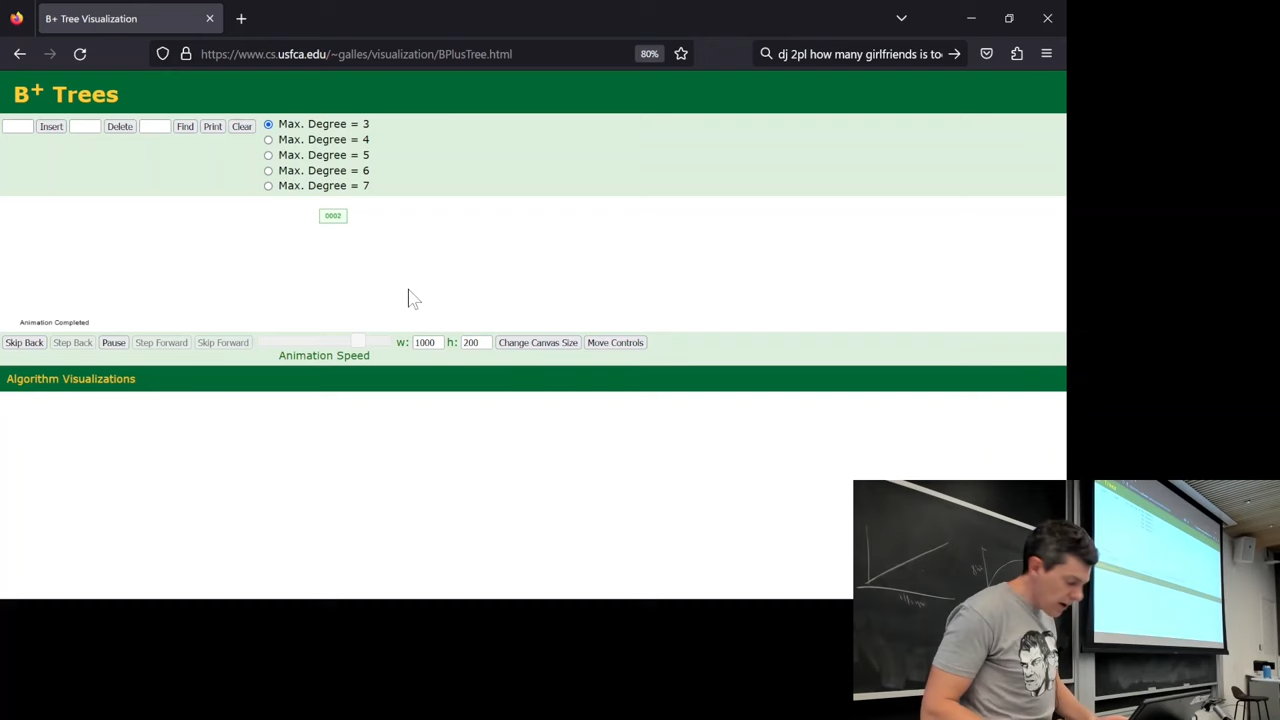 B+ Tree Visualization
https://www.cs.usfca.edu/~galles/visualization/BPlusTree.html
80%
dj 2pl how many girlfriends is to
B+ Trees
Insert Delete Find Print Clear
Max. Degree = 3
Max. Degree = 4
Max. Degree = 5
Max. Degree = 6
Max. Degree = 7
0002
Animation Completed
Skip Back Step Back Pause Step Forward Skip Forward w: 1000 h: 200 Change Canvas Size Move Controls
Animation Speed
Algorithm Visualizations